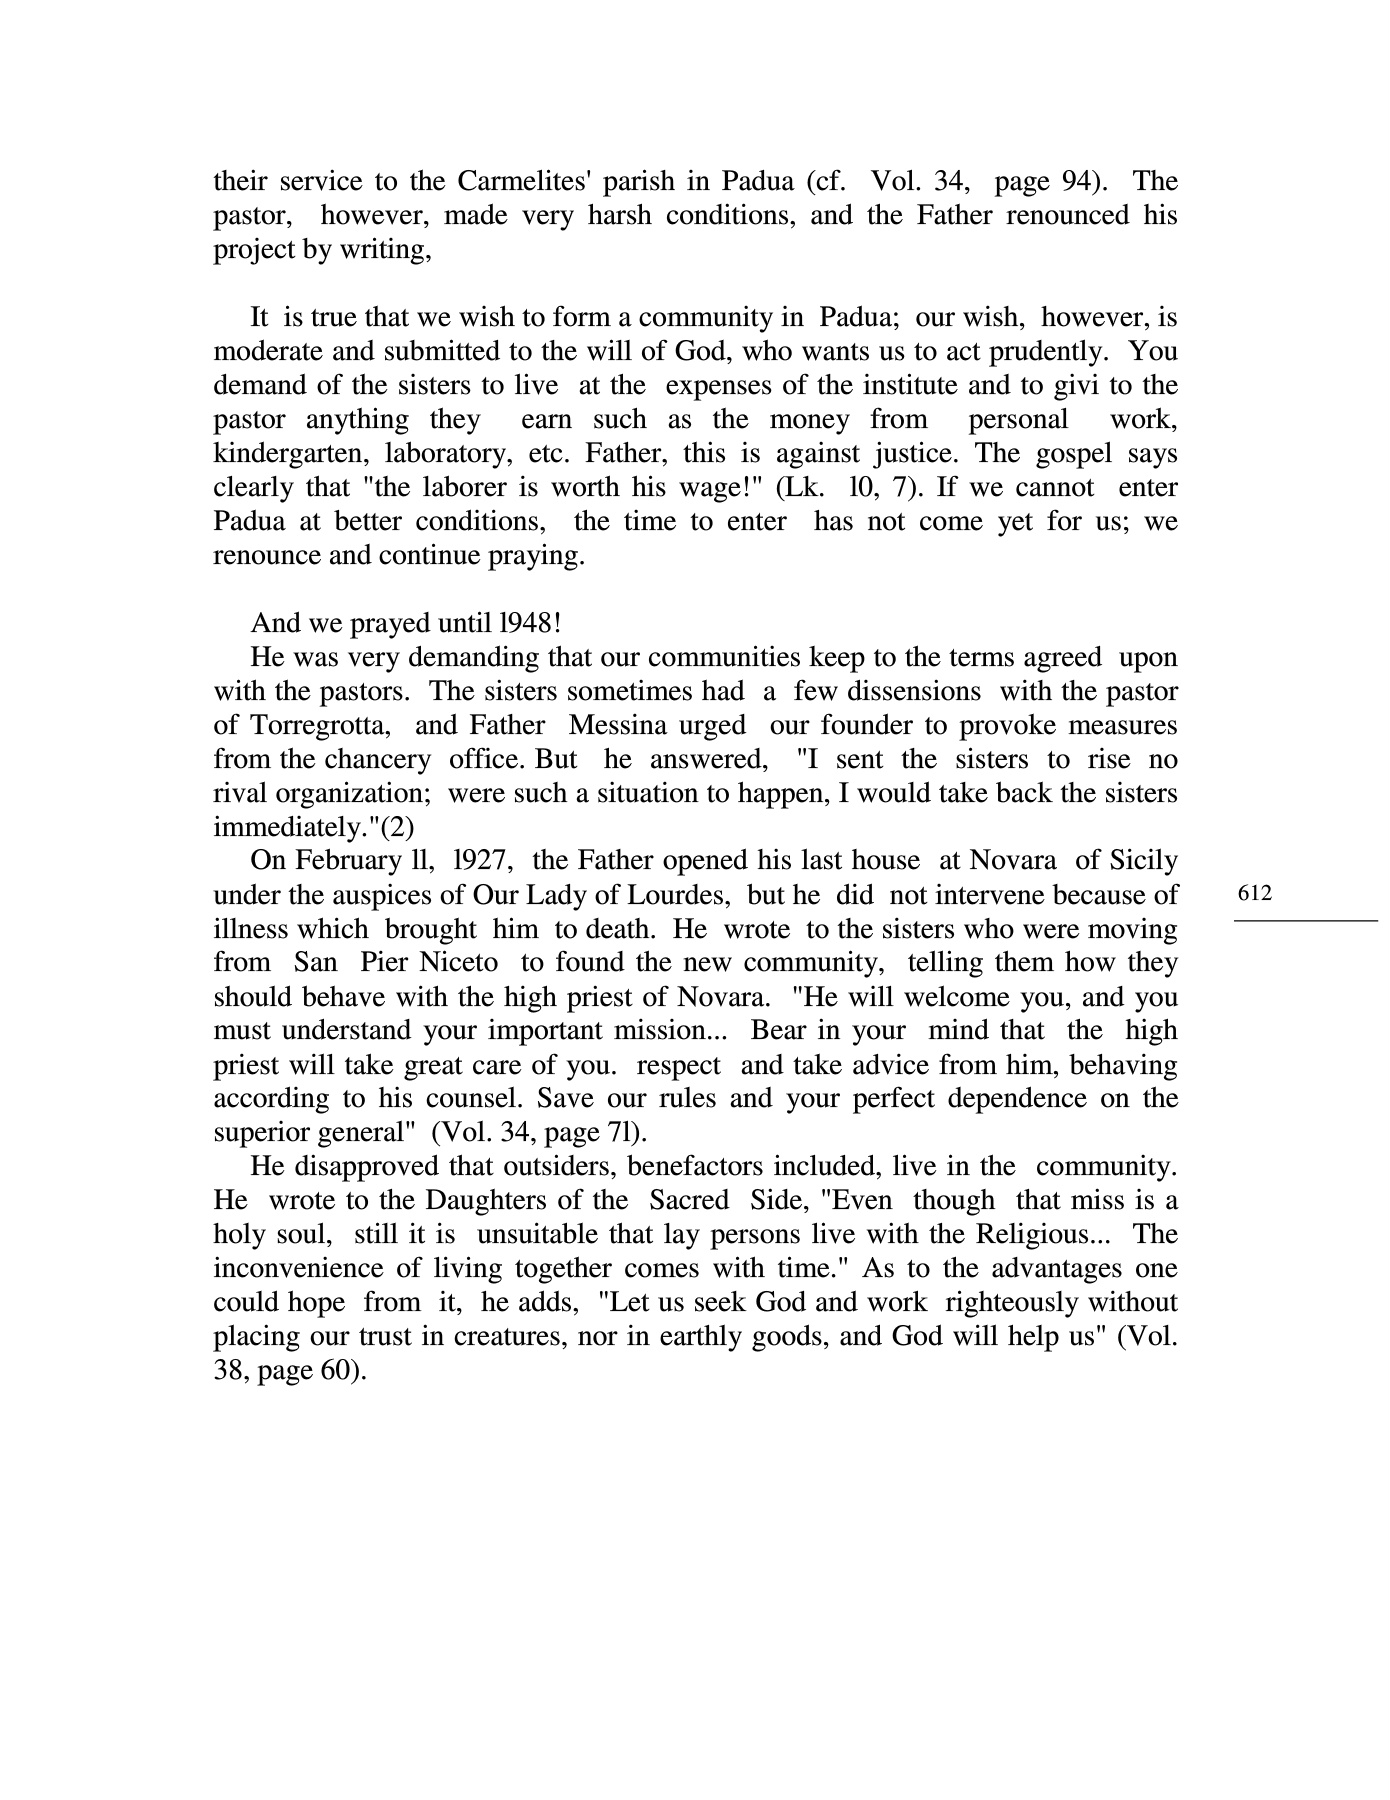 their service to the Carmelites' parish in Padua (cf. Vol. 34, page 94). The
pastor, however, made very harsh conditions, and the Father renounced his
project by writing,
It is true that we wish to form a community in Padua; our wish, however, is
moderate and submitted to the will of God, who wants us to act prudently. You
demand of the sisters to live at the expenses of the institute and to givi to the
pastor anything they earn such as the money from personal work,
kindergarten, laboratory, etc. Father, this is against justice. The gospel says
clearly that "the laborer is worth his wage!" (Lk. l0, 7). If we cannot enter
Padua at better conditions, the time to enter has not come yet for us; we
renounce and continue praying.
And we prayed until l948!
He was very demanding that our communities keep to the terms agreed upon
with the pastors. The sisters sometimes had a few dissensions with the pastor
of Torregrotta, and Father Messina urged our founder to provoke measures
from the chancery office. But he answered, "I sent the sisters to rise no
rival organization; were such a situation to happen, I would take back the sisters
immediately."(2)
On February ll, l927, the Father opened his last house at Novara of Sicily
under the auspices of Our Lady of Lourdes, but he did not intervene because of
612
illness which brought him to death. He wrote to the sisters who were moving
from San Pier Niceto to found the new community, telling them how they
should behave with the high priest of Novara. "He will welcome you, and you
must understand your important mission... Bear in your mind that the high
priest will take great care of you. respect and take advice from him, behaving
according to his counsel. Save our rules and your perfect dependence on the
superior general" (Vol. 34, page 7l).
He disapproved that outsiders, benefactors included, live in the community.
He wrote to the Daughters of the Sacred Side, "Even though that miss is a
holy soul, still it is unsuitable that lay persons live with the Religious... The
inconvenience of living together comes with time." As to the advantages one
could hope from it, he adds, "Let us seek God and work righteously without
placing our trust in creatures, nor in earthly goods, and God will help us" (Vol.
38, page 60).